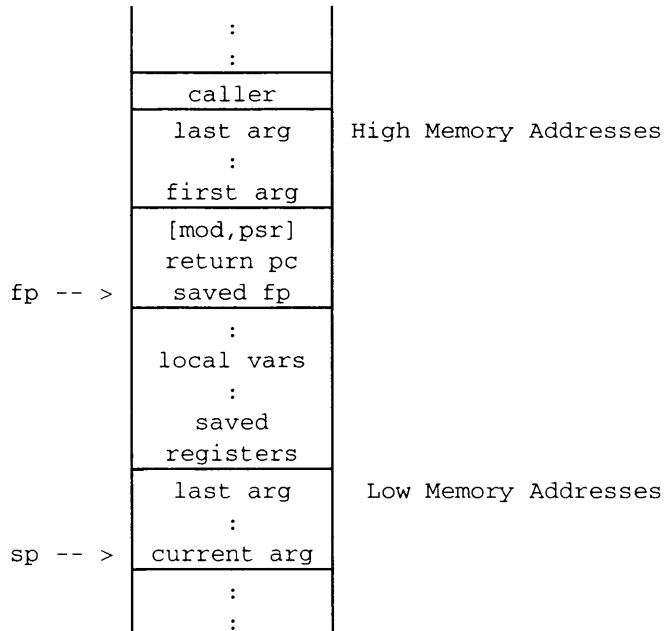 :
:
caller
last arg High Memory Addresses
:
first arg
[mod,psr]
return pc
fp -- > saved fp
:
local vars
:
saved
registers
last arg Low Memory Addresses
:
sp -- > current arg
:
: